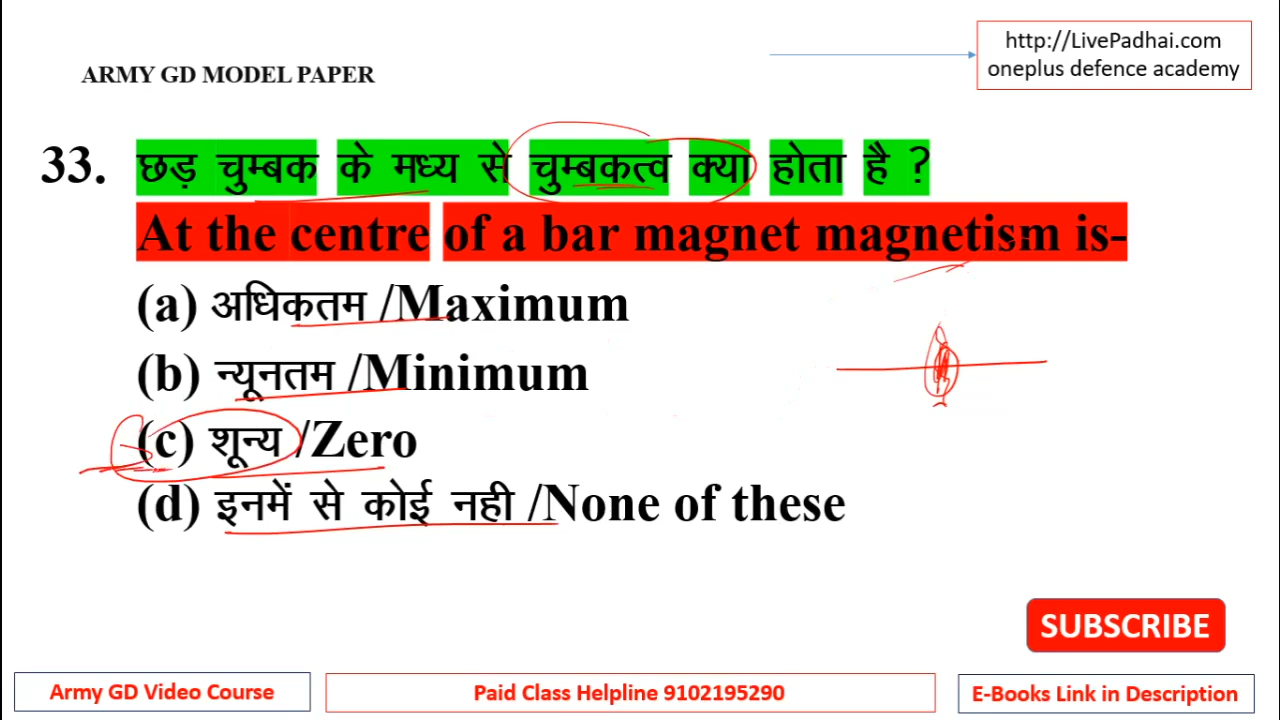 http://LivePadhai.com
oneplus defence academy
ARMY GD MODEL PAPER
33. छड़ चुम्बक के मध्य से चुम्बकत्व क्या होता है ?
At the centre of a bar magnet magnetism is-
(a) अधिकतम /Maximum
(b) न्यूनतम /Minimum
(c) शून्य /Zero
(d) इनमें से कोई नही /None of these
SUBSCRIBE
Army GD Video Course
Paid Class Helpline 9102195290
E-Books Link in Description